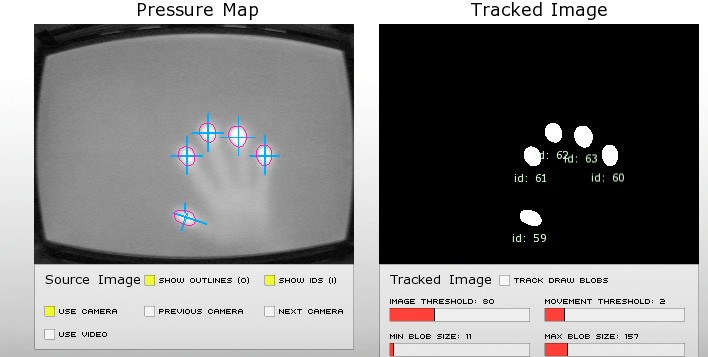 Pressure Map
Tracked Image
id: 62
id: 63
id: 61
id: 60
id: 59
Source Image
SHOW OUTLINES (O)
SHOW IDS (I)
USE CAMERA
PREVIOUS CAMERA
NEXT CAMERA
USE VIDEO
Tracked Image
TRACK DRAW BLOBS
IMAGE THRESHOLD: 80
MOVEMENT THRESHOLD: 2
MIN BLOB SIZE: 11
MAX BLOB SIZE: 157